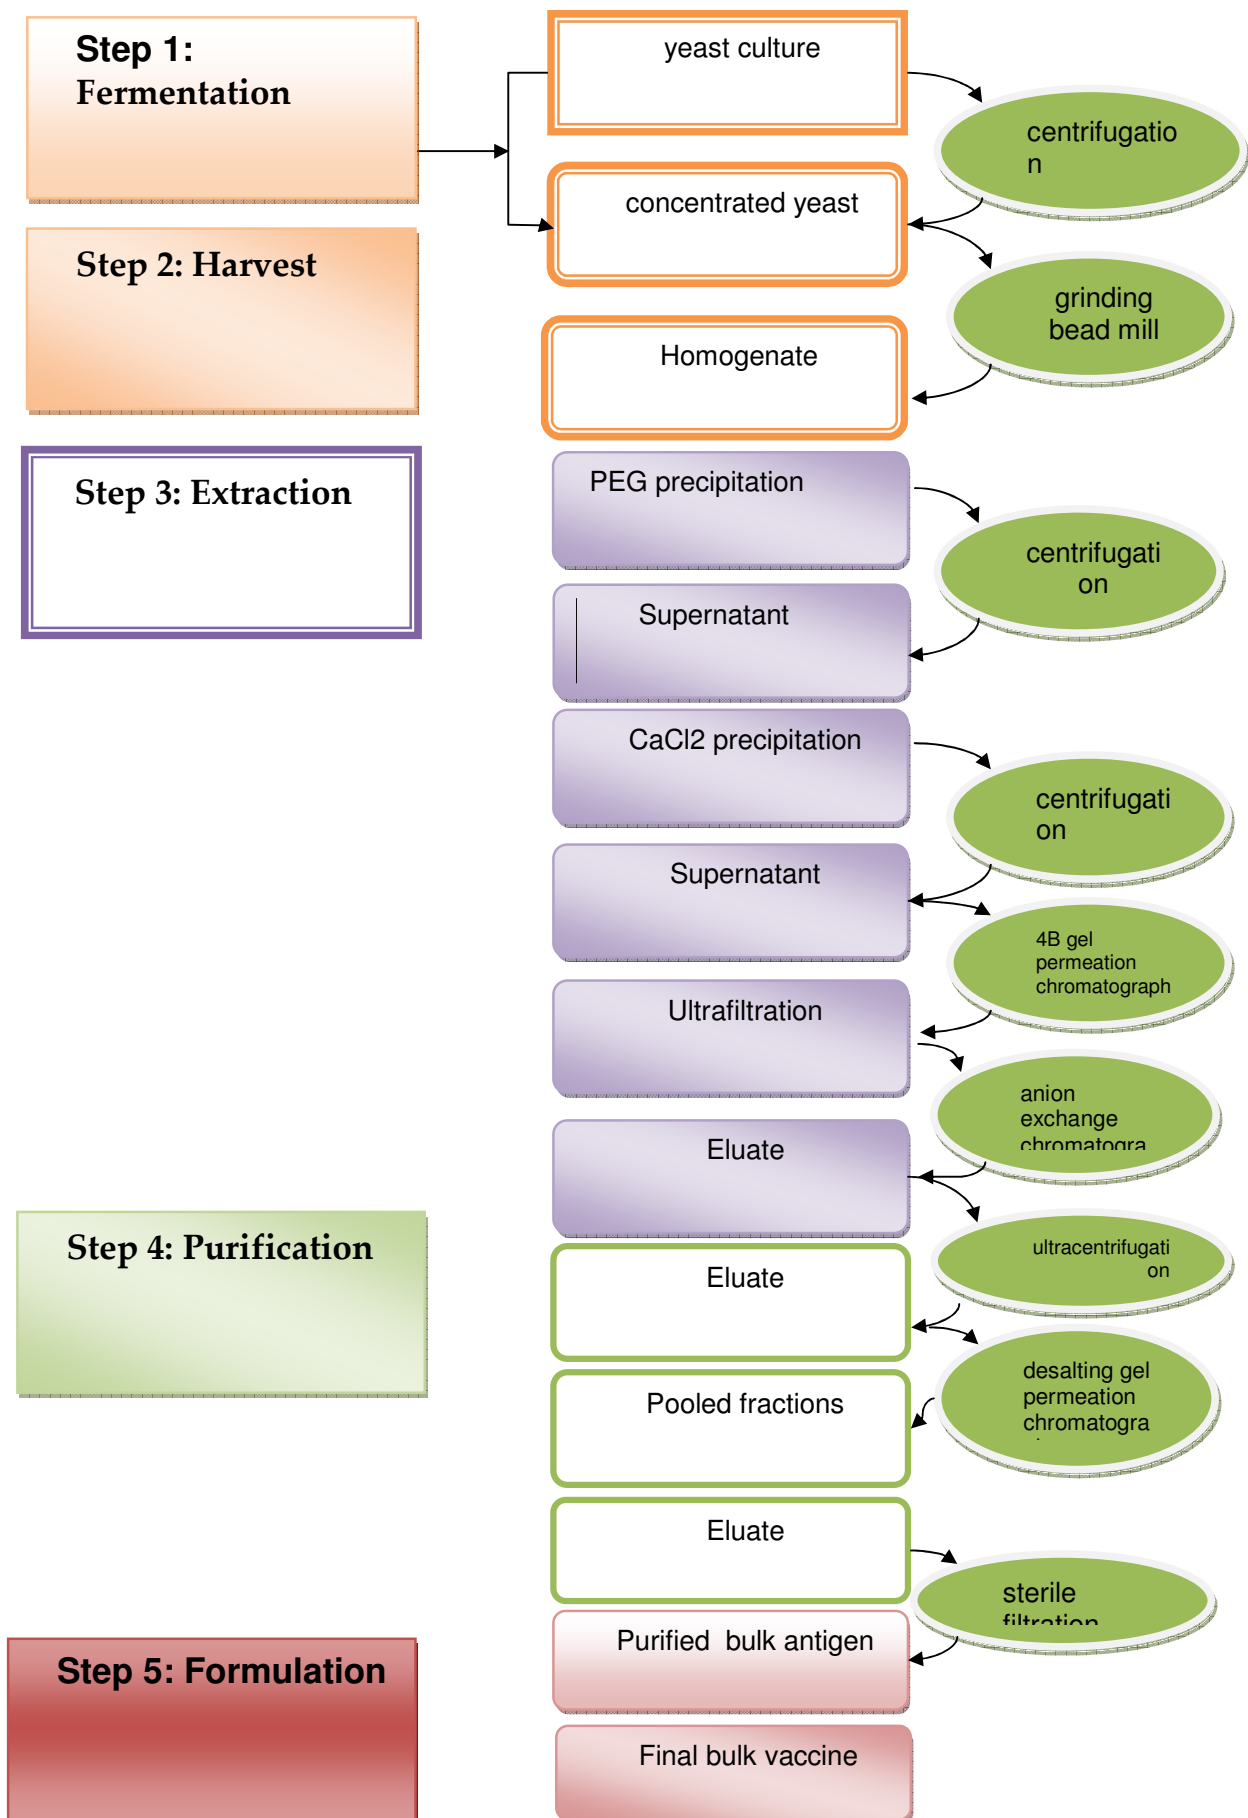 Step 1:
Fermentation
yeast culture
centrifugatio
n
concentrated yeast
Step 2: Harvest
grinding
bead mill
Homogenate
Step 3: Extraction
PEG precipitation
centrifugati
on
Supernatant
CaCl2 precipitation
centrifugati
on
Supernatant
4B gel
permeation
chromatograph
Ultrafiltration
anion
exchange
chromatogra
Eluate
Step 4: Purification
ultracentrifugati
on
Eluate
desalting gel
permeation
chromatogra
Pooled fractions
Eluate
sterile
filtration
Purified bulk antigen
Step 5: Formulation
Final bulk vaccine